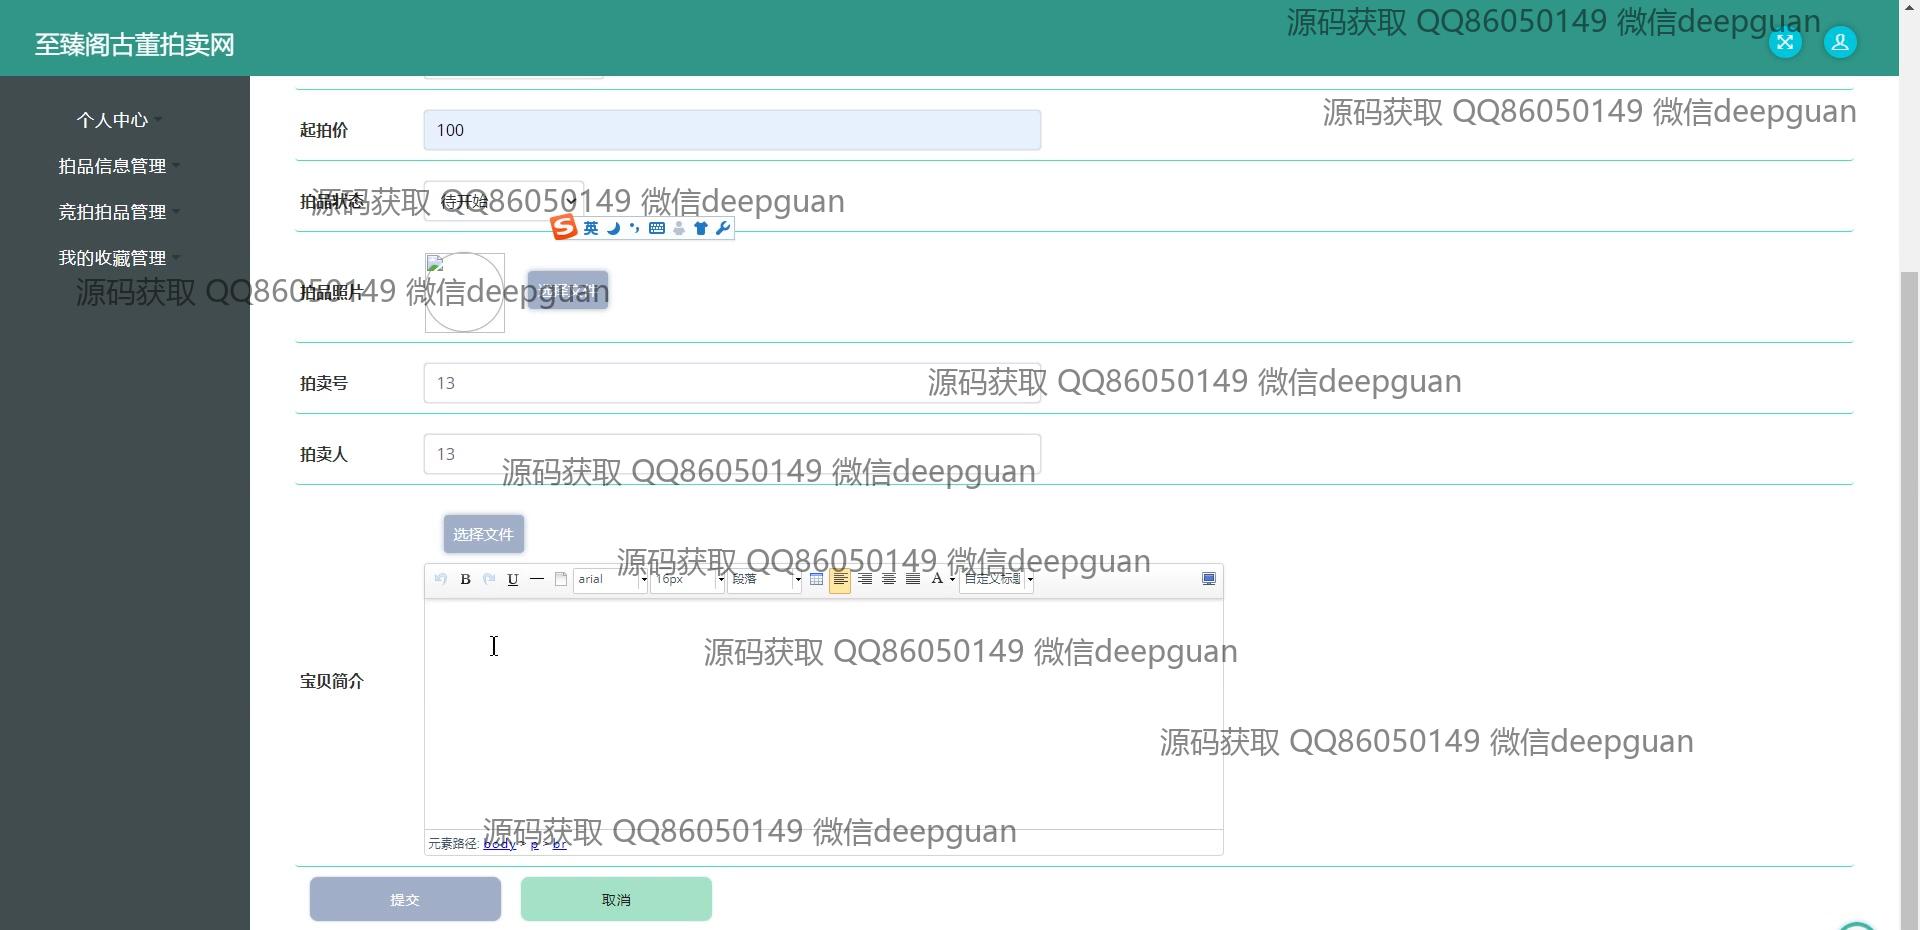 源码获取 QQ86050149 微信deepguan
至臻阁古董拍卖网
个人中心
源码获取 QQ86050149 微信deepguan
起拍价 100
拍品信息管理
拍品状态 待开始
源码获取 QQ86050149 微信deepguan
竞拍拍品管理
英
我的收藏管理
拍品照片 选择文件
源码获取 QQ86050149 微信deepguan
拍卖号 13
源码获取 QQ86050149 微信deepguan
拍卖人 13
源码获取 QQ86050149 微信deepguan
选择文件
源码获取 QQ86050149 微信deepguan
B U arial 16px 段落 A 自定义标题
源码获取 QQ86050149 微信deepguan
宝贝简介
源码获取 QQ86050149 微信deepguan
源码获取 QQ86050149 微信deepguan
元素路径: body > p > br
提交 取消